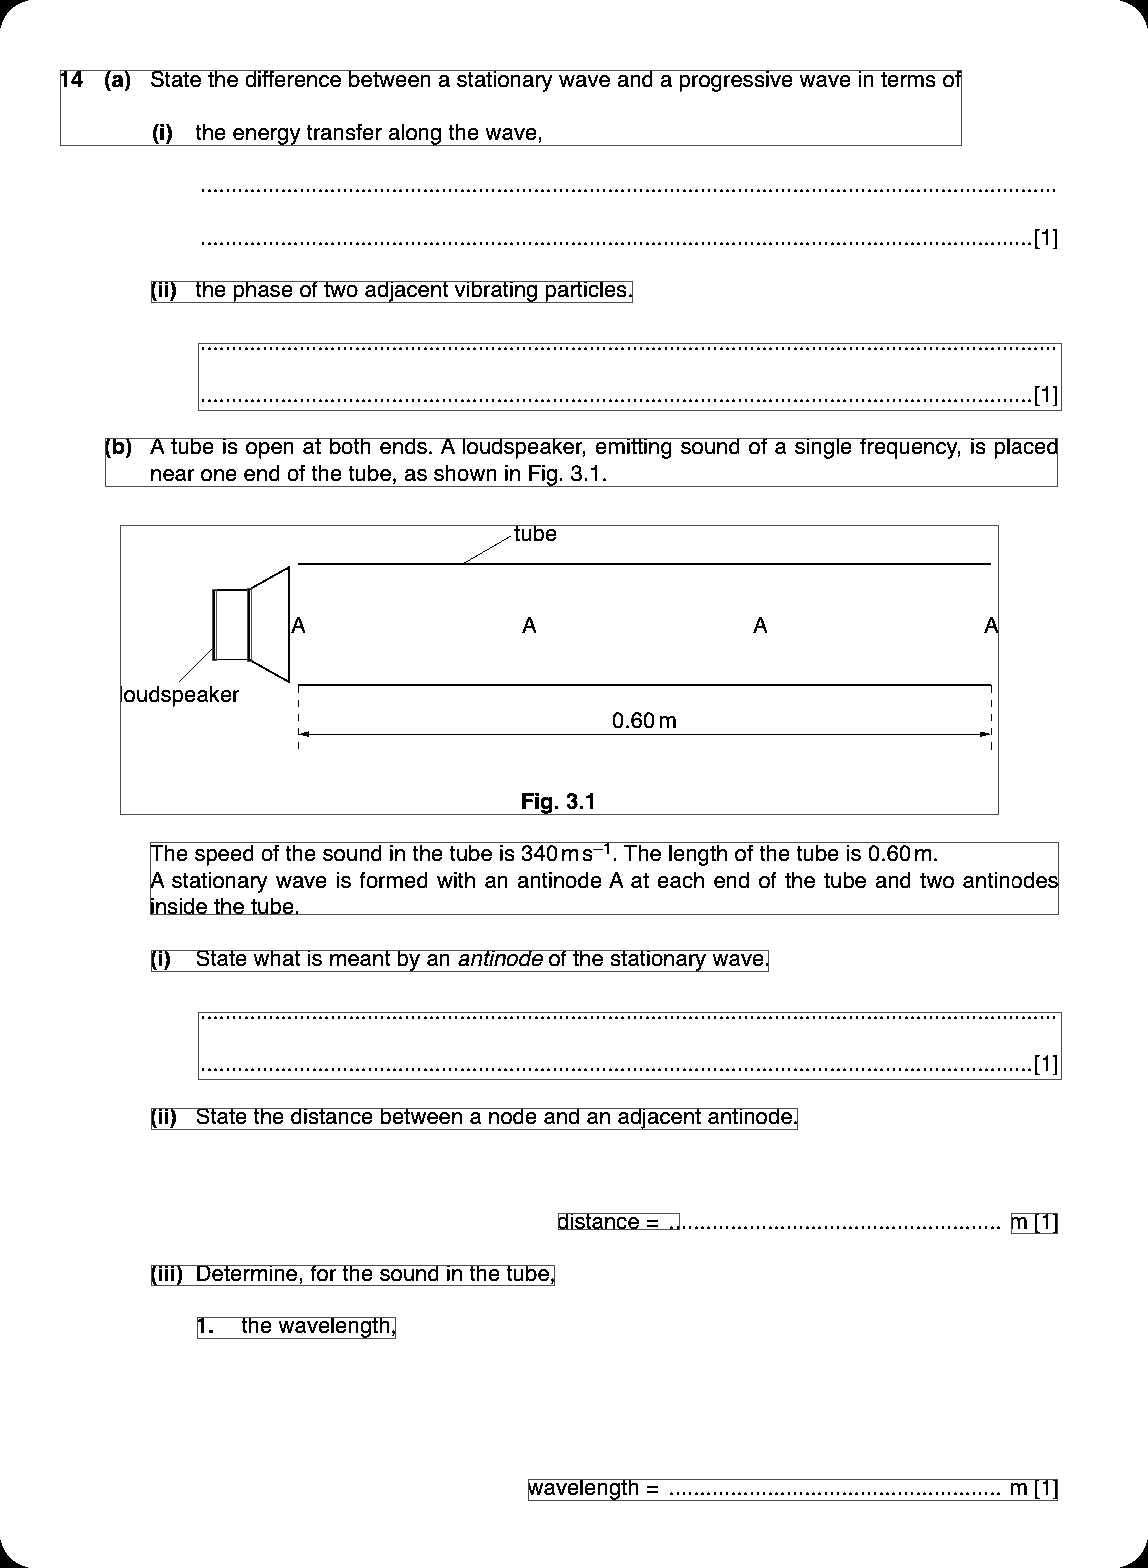 14 (a) State the difference between a stationary wave and a progressive wave in terms of
(i) the energy transfer along the wave,
..........................................................................................................................................
......................................................................................................................................[1]
(ii) the phase of two adjacent vibrating particles.
..........................................................................................................................................
......................................................................................................................................[1]
(b) A tube is open at both ends. A loudspeaker, emitting sound of a single frequency, is placed
near one end of the tube, as shown in Fig. 3.1.
tube
A A A A
loudspeaker
0.60 m
Fig. 3.1
The speed of the sound in the tube is 340 m s⁻¹. The length of the tube is 0.60 m.
A stationary wave is formed with an antinode A at each end of the tube and two antinodes
inside the tube.
(i) State what is meant by an antinode of the stationary wave.
..........................................................................................................................................
......................................................................................................................................[1]
(ii) State the distance between a node and an adjacent antinode.
distance = ...................................................... m [1]
(iii) Determine, for the sound in the tube,
1. the wavelength,
wavelength = ...................................................... m [1]